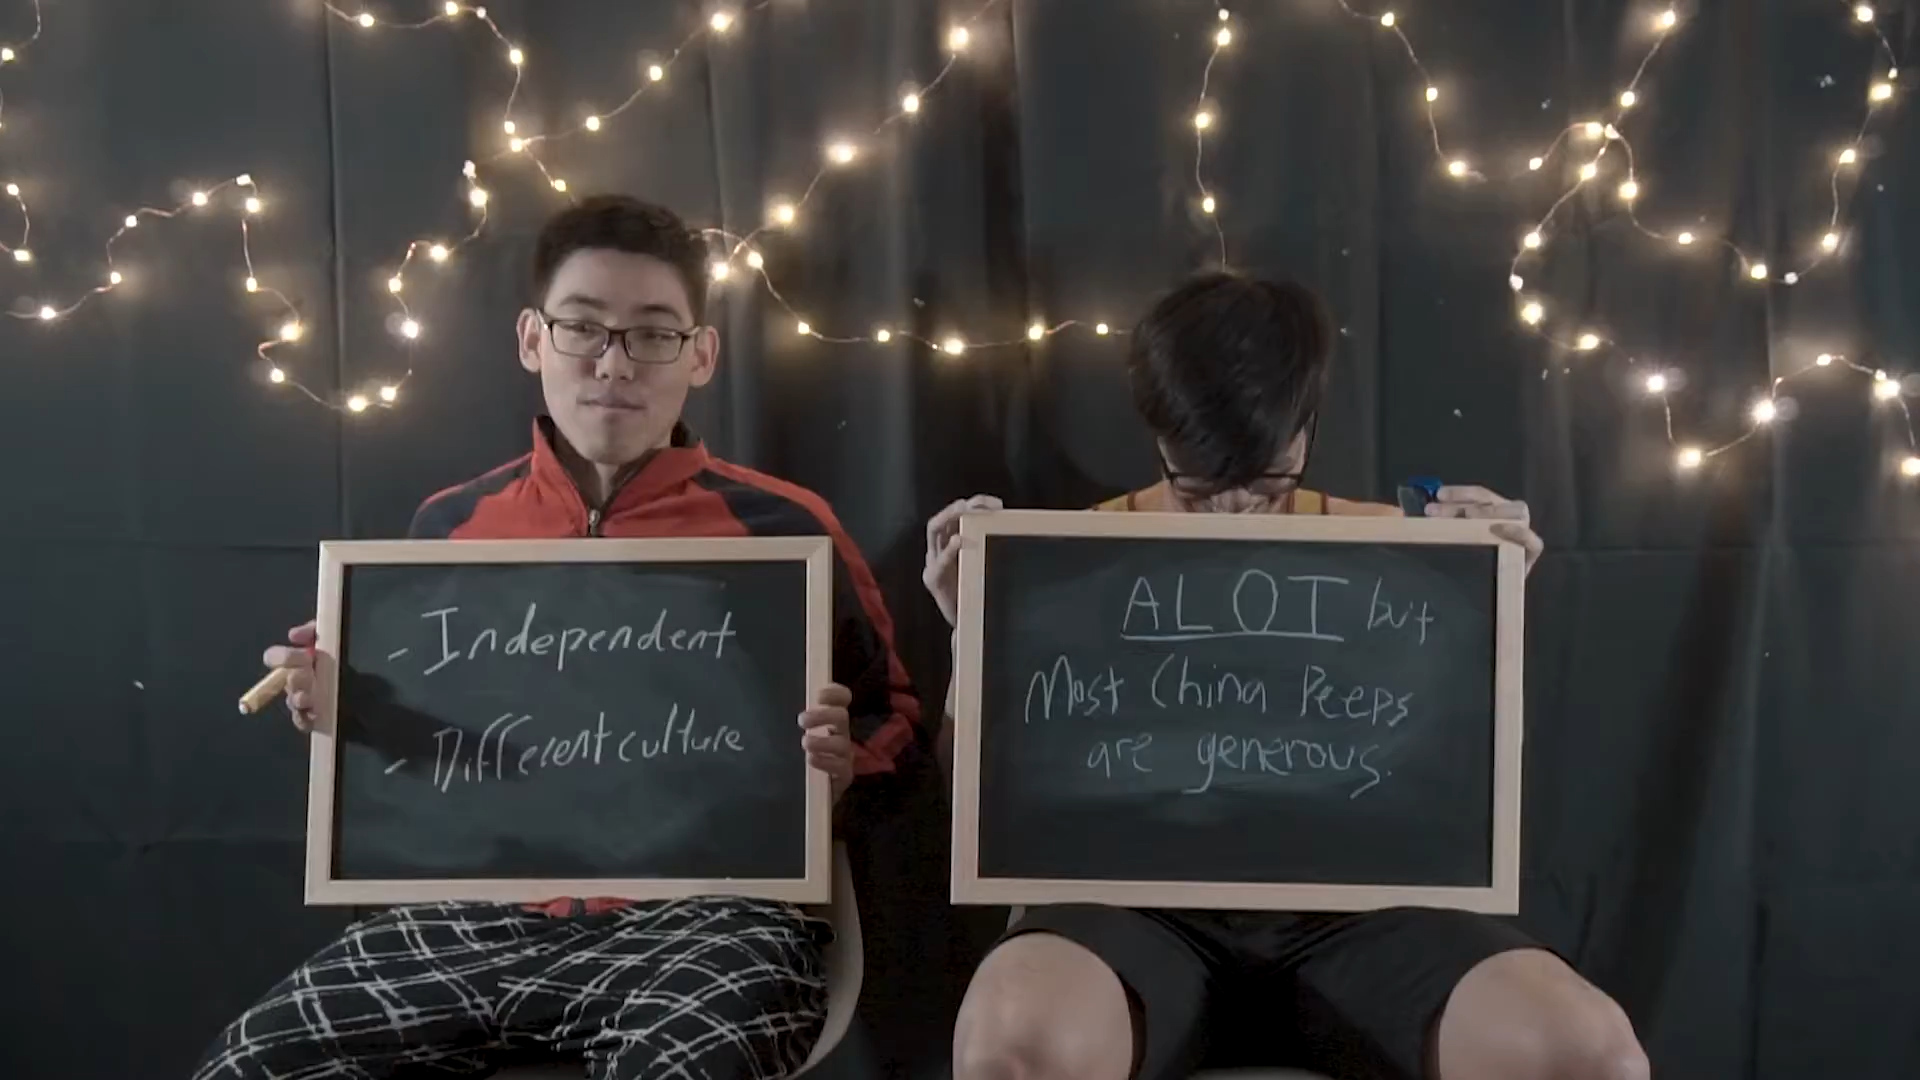 - Independent
- Different culture
ALOT but
Most China Peeps
are generous.